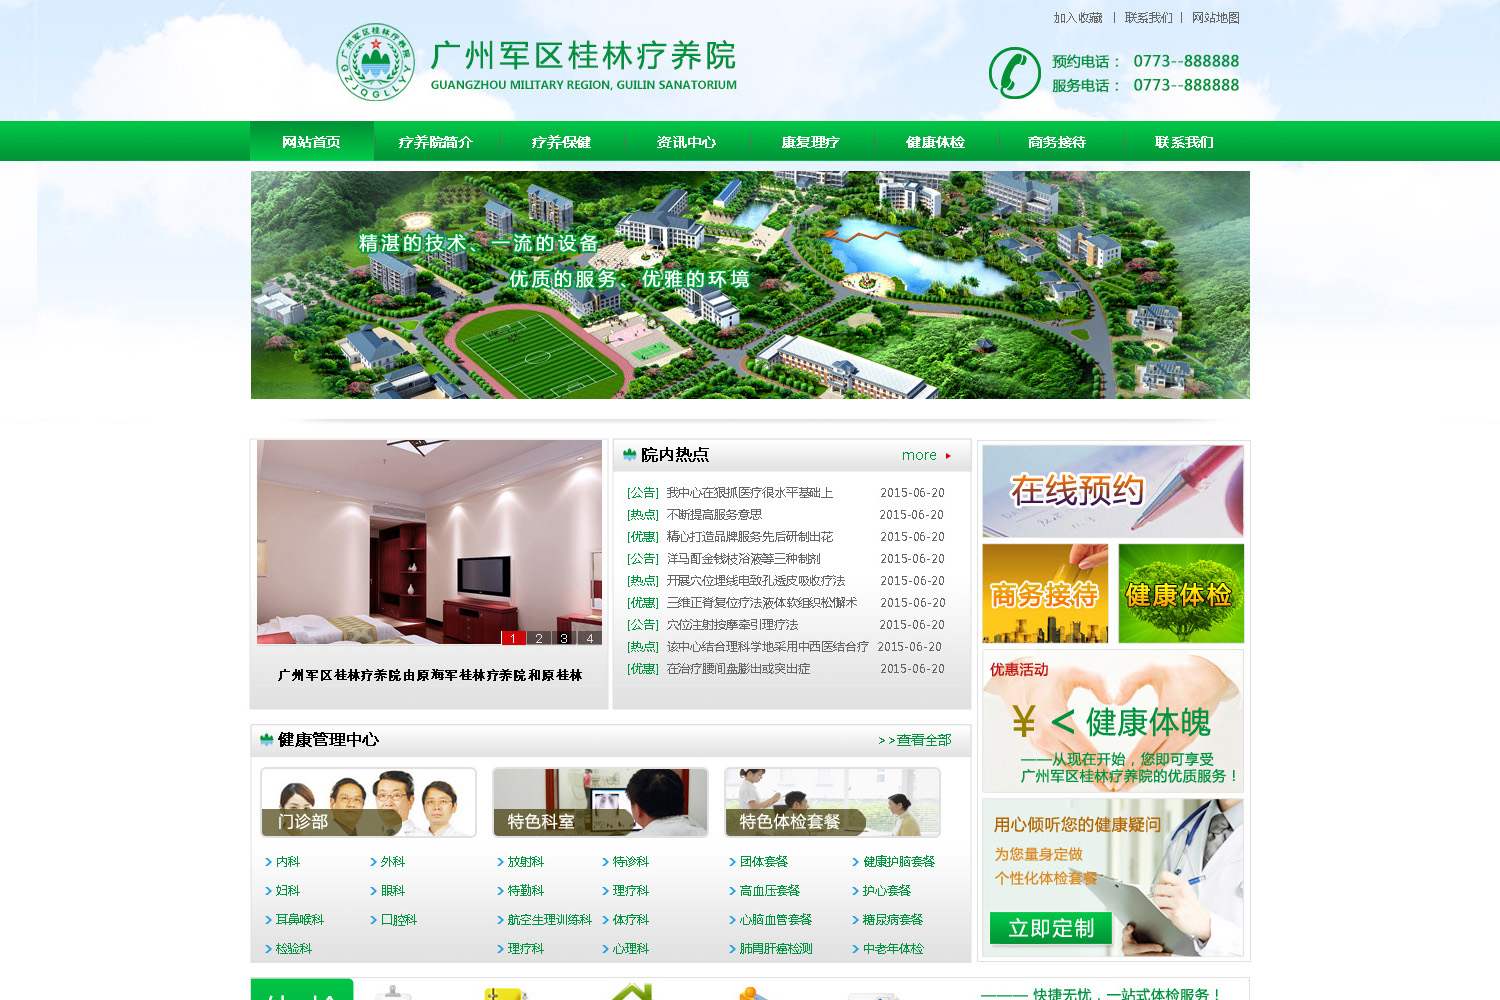 加入收藏 | 联系我们 | 网站地图
广州军区桂林疗养院
GUANGZHOU MILITARY REGION, GUILIN SANATORIUM
GZJQGLLYY
预约电话： 0773--888888
服务电话： 0773--888888
网站首页 疗养院简介 疗养保健 资讯中心 康复理疗 健康体检 商务接待 联系我们
精湛的技术、一流的设备
优质的服务、优雅的环境
1 2 3 4
广州军区桂林疗养院由原海军桂林疗养院和原桂林
院内热点 more
[公告] 我中心在狠抓医疗很水平基础上 2015-06-20
[热点] 不断提高服务意思 2015-06-20
[优惠] 精心打造品牌服务先后研制出花 2015-06-20
[公告] 洋马酊金钱枝浴液等三种制剂 2015-06-20
[热点] 开展穴位埋线电致孔透皮吸收疗法 2015-06-20
[优惠] 三维正脊复位疗法液体软组织松懈术 2015-06-20
[公告] 穴位注射按摩牵引理疗法 2015-06-20
[热点] 该中心结合理科学地采用中西医结合疗 2015-06-20
[优惠] 在治疗腰间盘膨出或突出症 2015-06-20
在线预约
商务接待 健康体检
优惠活动
¥ < 健康体魄
——从现在开始，您即可享受
广州军区桂林疗养院的优质服务！
用心倾听您的健康疑问
为您量身定做
个性化体检套餐
立即定制
健康管理中心 >>查看全部
门诊部 特色科室 特色体检套餐
内科 外科 放射科 特诊科 团体套餐 健康护脑套餐
妇科 眼科 特勤科 理疗科 高血压套餐 护心套餐
耳鼻喉科 口腔科 航空生理训练科 体疗科 心脑血管套餐 糖尿病套餐
检验科 理疗科 心理科 肺胃肝癌检测 中老年体检
——— 快捷无忧，一站式体检服务！